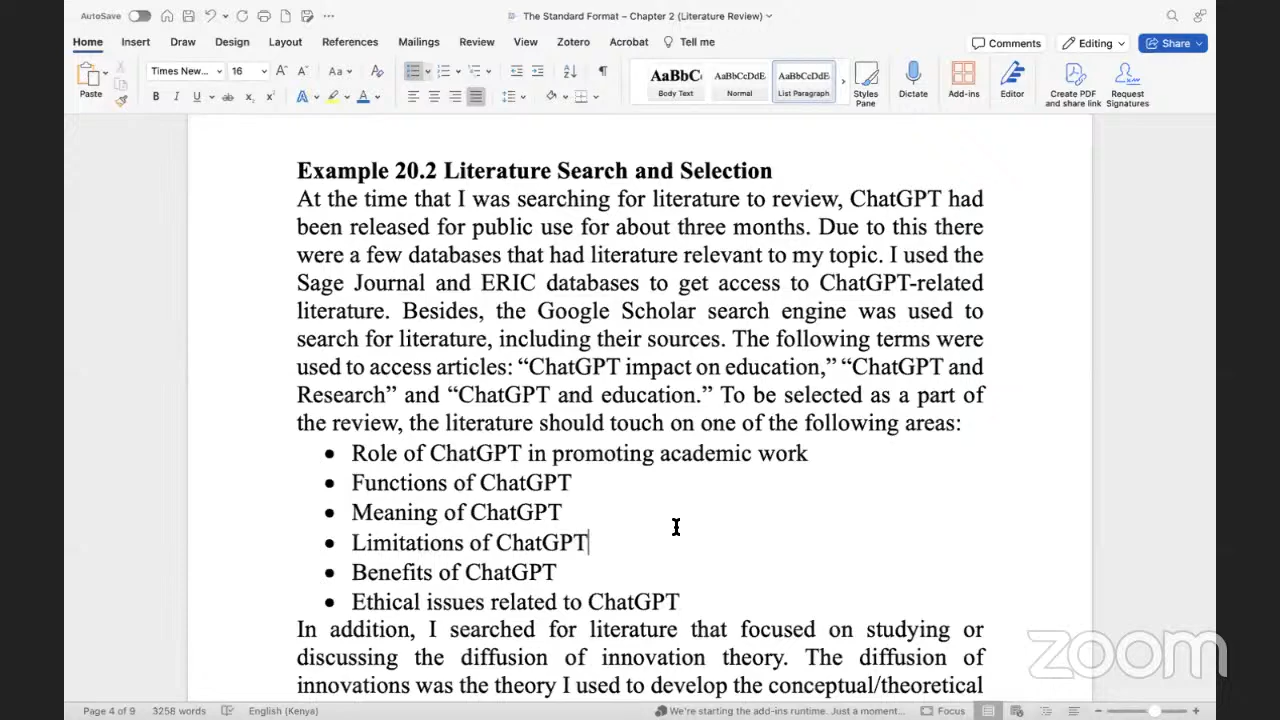 AutoSave
The Standard Format – Chapter 2 (Literature Review)
Home Insert Draw Design Layout References Mailings Review View Zotero Acrobat Tell me
Comments Editing Share
Paste
Times New... 16
AaBbC AaBbCcDdE AaBbCcDdE
Body Text Normal List Paragraph
Styles Pane
Dictate
Add-ins
Editor
Create PDF and share link
Request Signatures
Example 20.2 Literature Search and Selection
At the time that I was searching for literature to review, ChatGPT had
been released for public use for about three months. Due to this there
were a few databases that had literature relevant to my topic. I used the
Sage Journal and ERIC databases to get access to ChatGPT-related
literature. Besides, the Google Scholar search engine was used to
search for literature, including their sources. The following terms were
used to access articles: “ChatGPT impact on education,” “ChatGPT and
Research” and “ChatGPT and education.” To be selected as a part of
the review, the literature should touch on one of the following areas:
• Role of ChatGPT in promoting academic work
• Functions of ChatGPT
• Meaning of ChatGPT
• Limitations of ChatGPT
• Benefits of ChatGPT
• Ethical issues related to ChatGPT
In addition, I searched for literature that focused on studying or
discussing the diffusion of innovation theory. The diffusion of
innovations was the theory I used to develop the conceptual/theoretical
zoom
Page 4 of 9 3258 words English (Kenya) We're starting the add-ins runtime. Just a moment... Focus